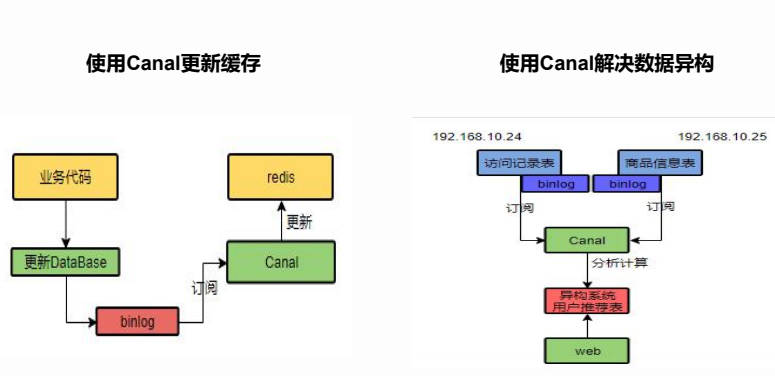 使用Canal更新缓存
业务代码
redis
更新
更新DataBase
Canal
订阅
binlog
使用Canal解决数据异构
192.168.10.24
192.168.10.25
访问记录表
商品信息表
binlog
binlog
订阅
订阅
Canal
分析计算
异构系统
用户推荐表
web